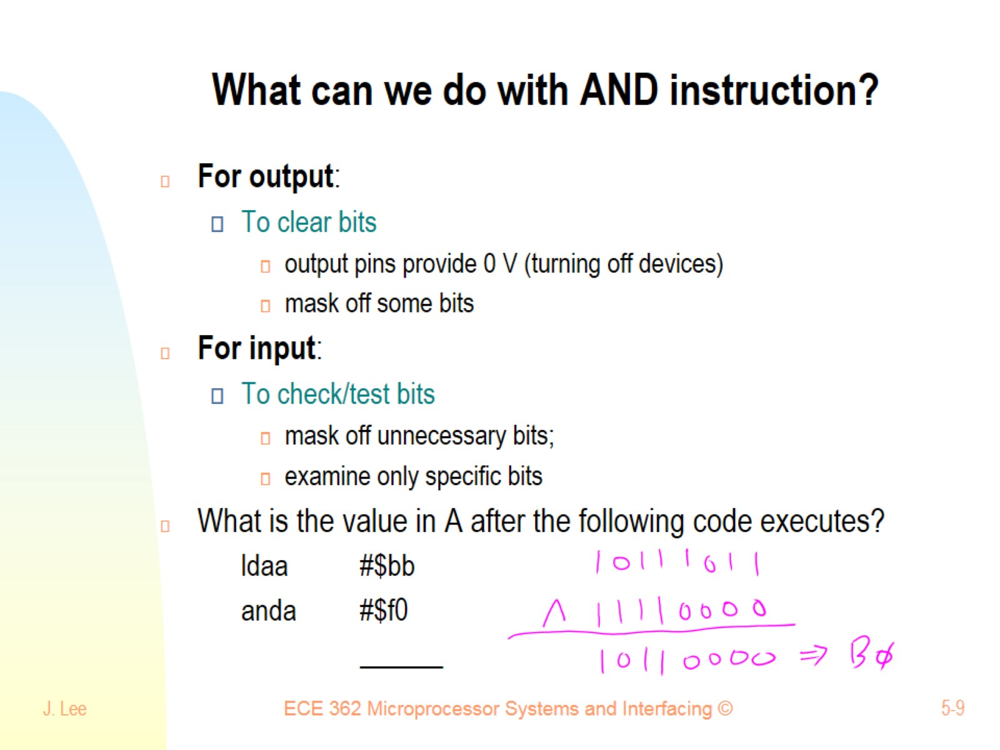 What can we do with AND instruction?
For output:
To clear bits
output pins provide 0 V (turning off devices)
mask off some bits
For input:
To check/test bits
mask off unnecessary bits;
examine only specific bits
What is the value in A after the following code executes?
ldaa #$bb 10111011
anda #$f0 ∧ 11110000
______ 10110000 ⇒ B0
J. Lee ECE 362 Microprocessor Systems and Interfacing © 5-9